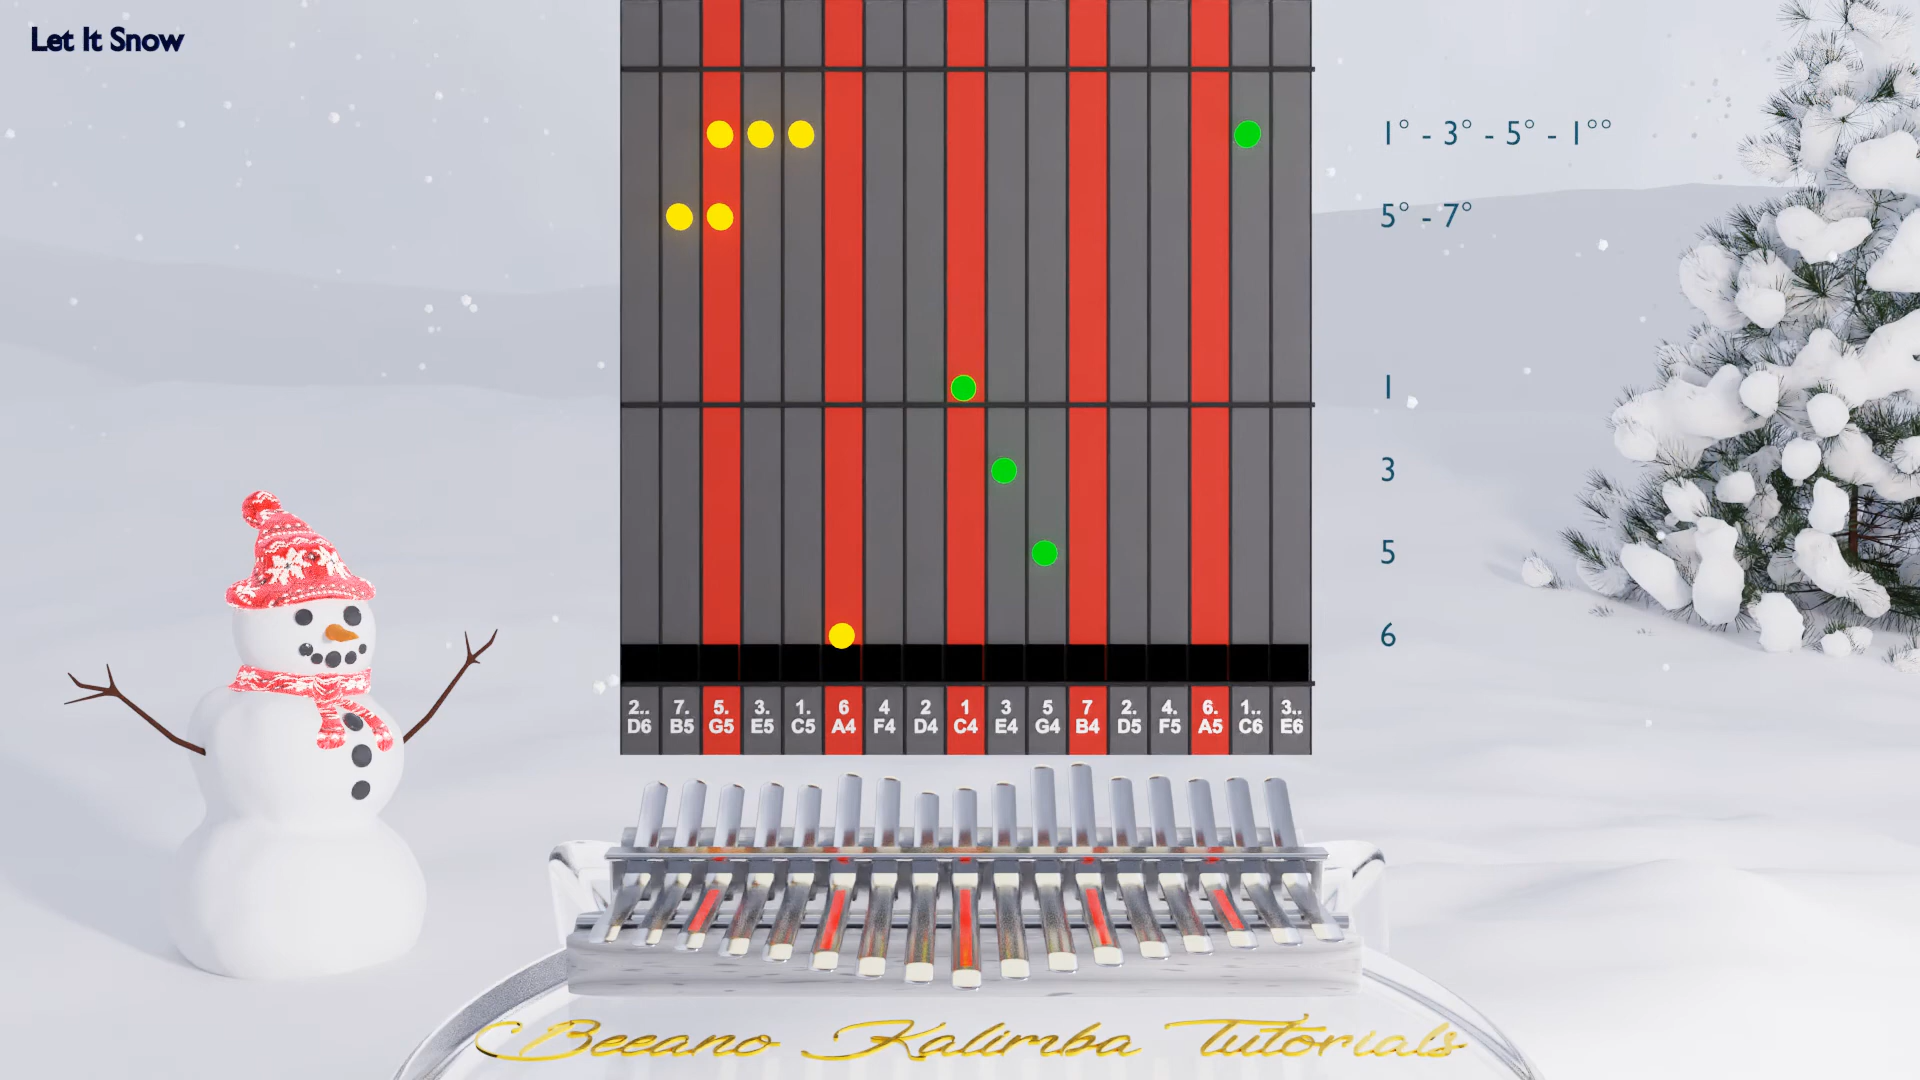 Let It Snow
1° - 3° - 5° - 1°°
5° - 7°
1
3
5
6
2.. 7. 5. 3. 1. 6 4 2 1 3 5 7 2. 4. 6. 1.. 3..
D6 B5 G5 E5 C5 A4 F4 D4 C4 E4 G4 B4 D5 F5 A5 C6 E6
Beeano Kalimba Tutorials